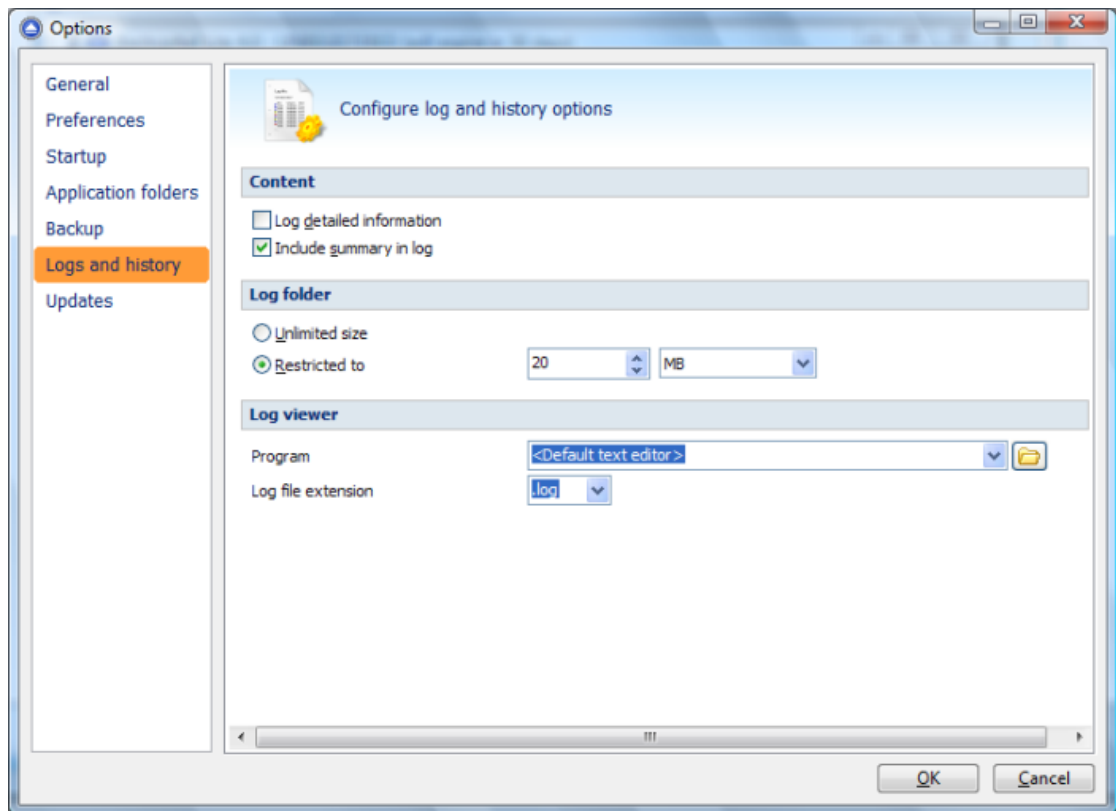 Options
General
Preferences
Startup
Application folders
Backup
Logs and history
Updates
Configure log and history options
Content
Log detailed information
Include summary in log
Log folder
Unlimited size
Restricted to 20 MB
Log viewer
Program <Default text editor>
Log file extension .log
OK Cancel